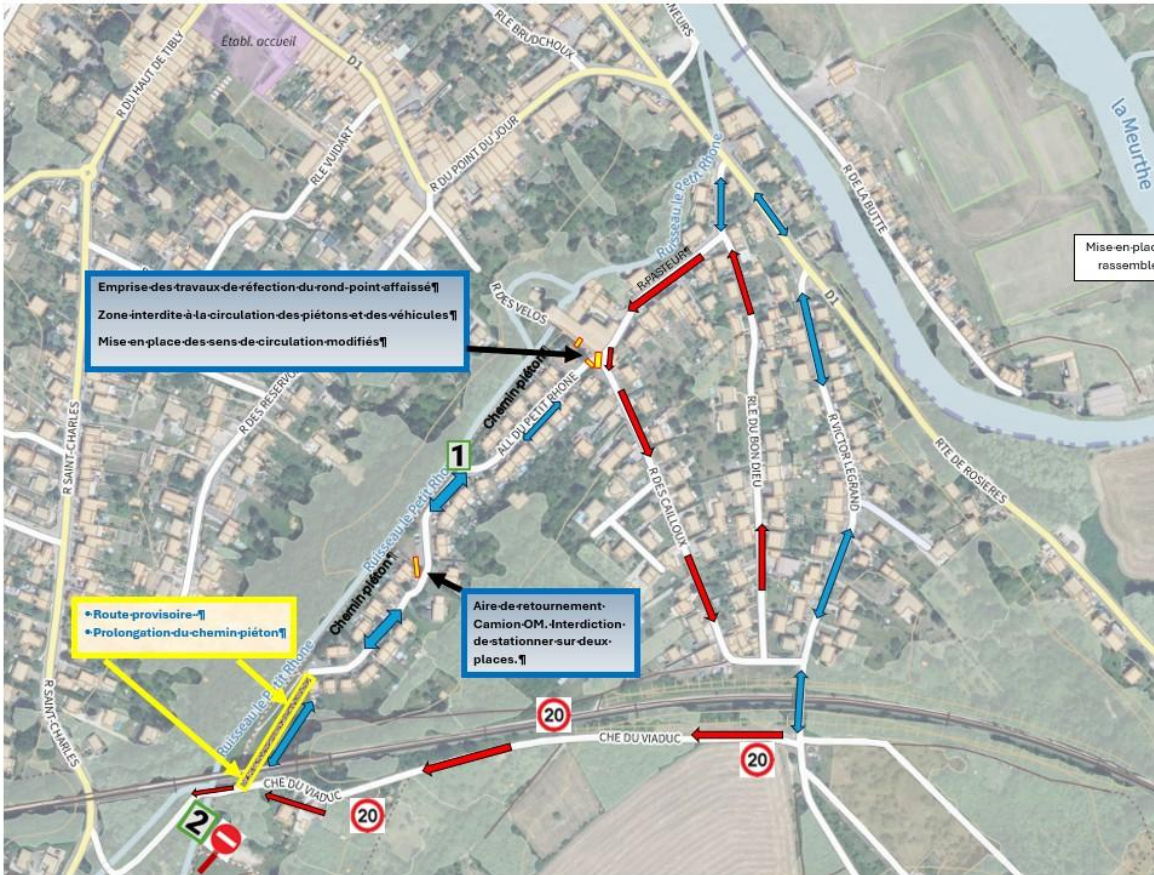 Établ. accueil
R DU HAUT DE TIBLY
D1
RLE BRUDCHOUX
NEURS
RLE VUIDART
R DU POINT DU JOUR
Ruisseau le Petit Rhone
la Meurthe
R DE LA BUTTE
Mise·en·plac
rassemble
R·PASTEUR¶
Emprise·des·travaux·de·réfection·du·rond-point·affaissé¶
Zone·interdite·à·la·circulation·des·piétons·et·des·véhicules¶
Mise·en·place·des·sens·de·circulation·modifiés¶
R DES VELOS
D1
Chemin·piéton¶
ALL DU PETIT RHONE
R DES RESERVO
R SAINT-CHARLES
1
Ruisseau le Petit Rho
R DES CAILLOUX
RLE DU BON DIEU
R VICTOR LEGRAND
RTE DE ROSIERES
Chemin·piéton¶
Aire·de·retournement·
Camion·OM.·Interdiction·
de·stationner·sur·deux·
places.¶
•·Route·provisoire·¶
•·Prolongation·du·chemin·piéton¶
R SAINT-CHARLES
Ruisseau le Petit Rhone
20
CHE DU VIADUC
20
CHE DU VIADUC
20
2